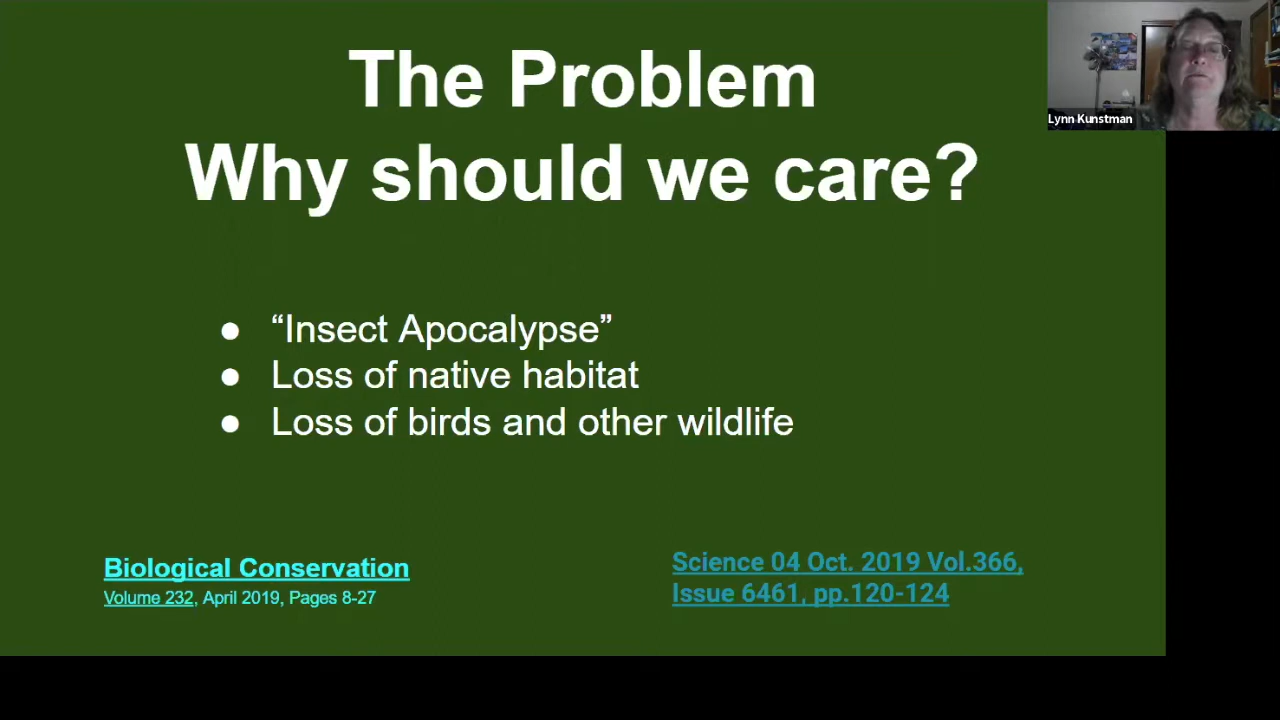 The Problem
Why should we care?
Lynn Kunstman
● “Insect Apocalypse”
● Loss of native habitat
● Loss of birds and other wildlife
Biological Conservation
Volume 232, April 2019, Pages 8-27
Science 04 Oct. 2019 Vol.366,
Issue 6461, pp.120-124